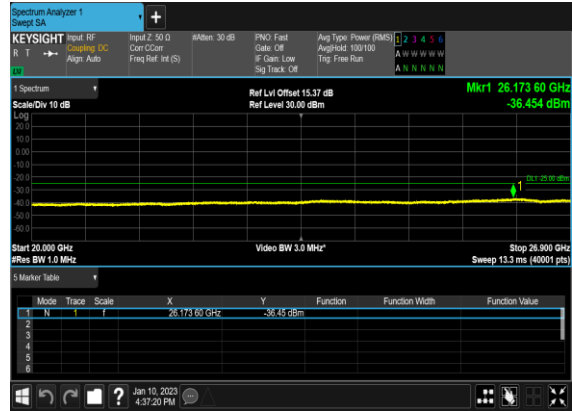 Spectrum Analyzer 1
Swept SA
+
KEYSIGHT Input: RF Input Z: 50 Ω #Atten: 30 dB PNO: Fast Avg Type: Power (RMS) 1 2 3 4 5 6
R T Coupling: DC Corr CCorr Gate: Off Avg|Hold: 100/100 A W W W W W
Align: Auto Freq Ref: Int (S) IF Gain: Low Trig: Free Run
Sig Track: Off A N N N N N
1 Spectrum Ref Lvl Offset 15.37 dB Mkr1 26.173 60 GHz
Scale/Div 10 dB Ref Level 30.00 dBm -36.454 dBm
Log
20.0
10.0
0.00
-10.0
-20.0
DL1 -25.00 dBm
-30.0
1
-40.0
-50.0
-60.0
Start 20.000 GHz Video BW 3.0 MHz* Stop 26.900 GHz
#Res BW 1.0 MHz Sweep 13.3 ms (40001 pts)
5 Marker Table
Mode Trace Scale X Y Function Function Width Function Value
1 N 1 f 26.173 60 GHz -36.45 dBm
2
3
4
5
6
? Jan 10, 2023
4:37:20 PM